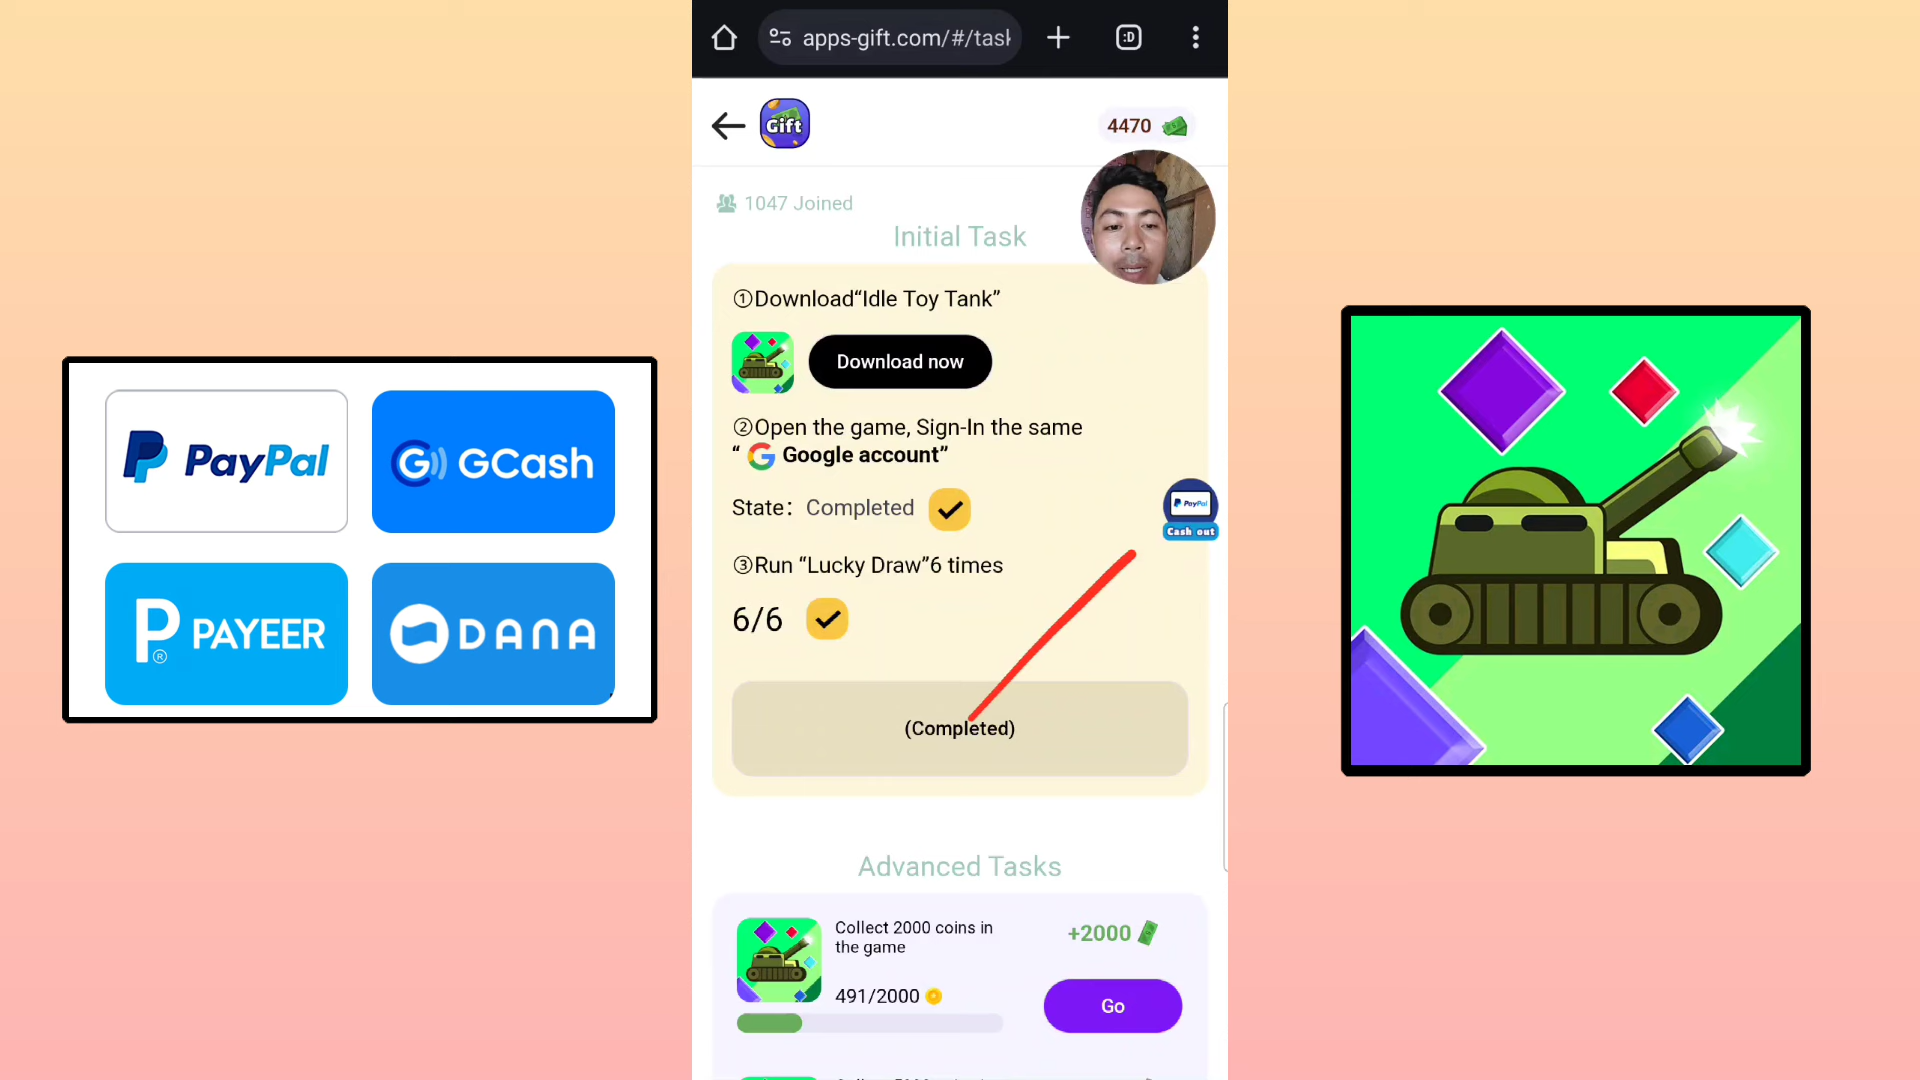 apps-gift.com/#/task
:D
Gift
4470
1047 Joined
Initial Task
①Download“Idle Toy Tank”
Download now
②Open the game, Sign-In the same
“ G Google account”
State: Completed
PayPal
Cash out
③Run “Lucky Draw”6 times
6/6
(Completed)
Advanced Tasks
Collect 2000 coins in
the game
+2000
491/2000
Go
PayPal
GCash
PAYEER
DANA